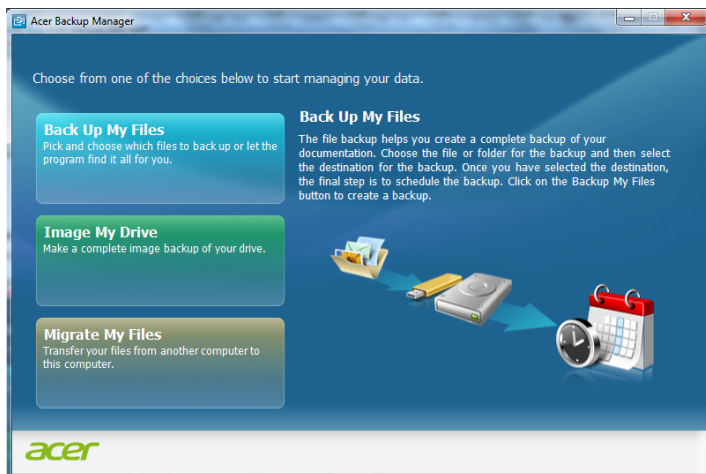 Acer Backup Manager
Choose from one of the choices below to start managing your data.
Back Up My Files
Pick and choose which files to back up or let the
program find it all for you.
Image My Drive
Make a complete image backup of your drive.
Migrate My Files
Transfer your files from another computer to
this computer.
Back Up My Files
The file backup helps you create a complete backup of your
documentation. Choose the file or folder for the backup and then select
the destination for the backup. Once you have selected the destination,
the final step is to schedule the backup. Click on the Backup My Files
button to create a backup.
acer